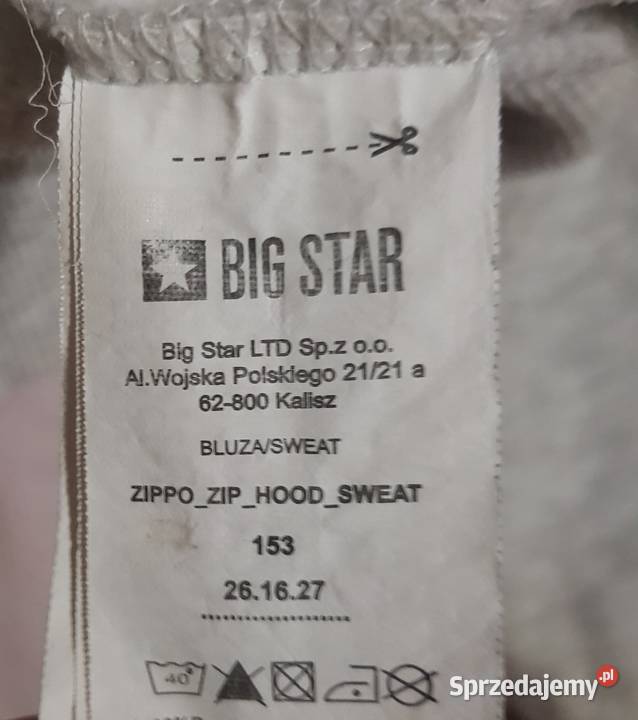 BIG STAR
Big Star LTD Sp.z o.o.
Al.Wojska Polskiego 21/21 a
62-800 Kalisz
BLUZA/SWEAT
ZIPPO_ZIP_HOOD_SWEAT
153
26.16.27
40°
Sprzedajemy.pl